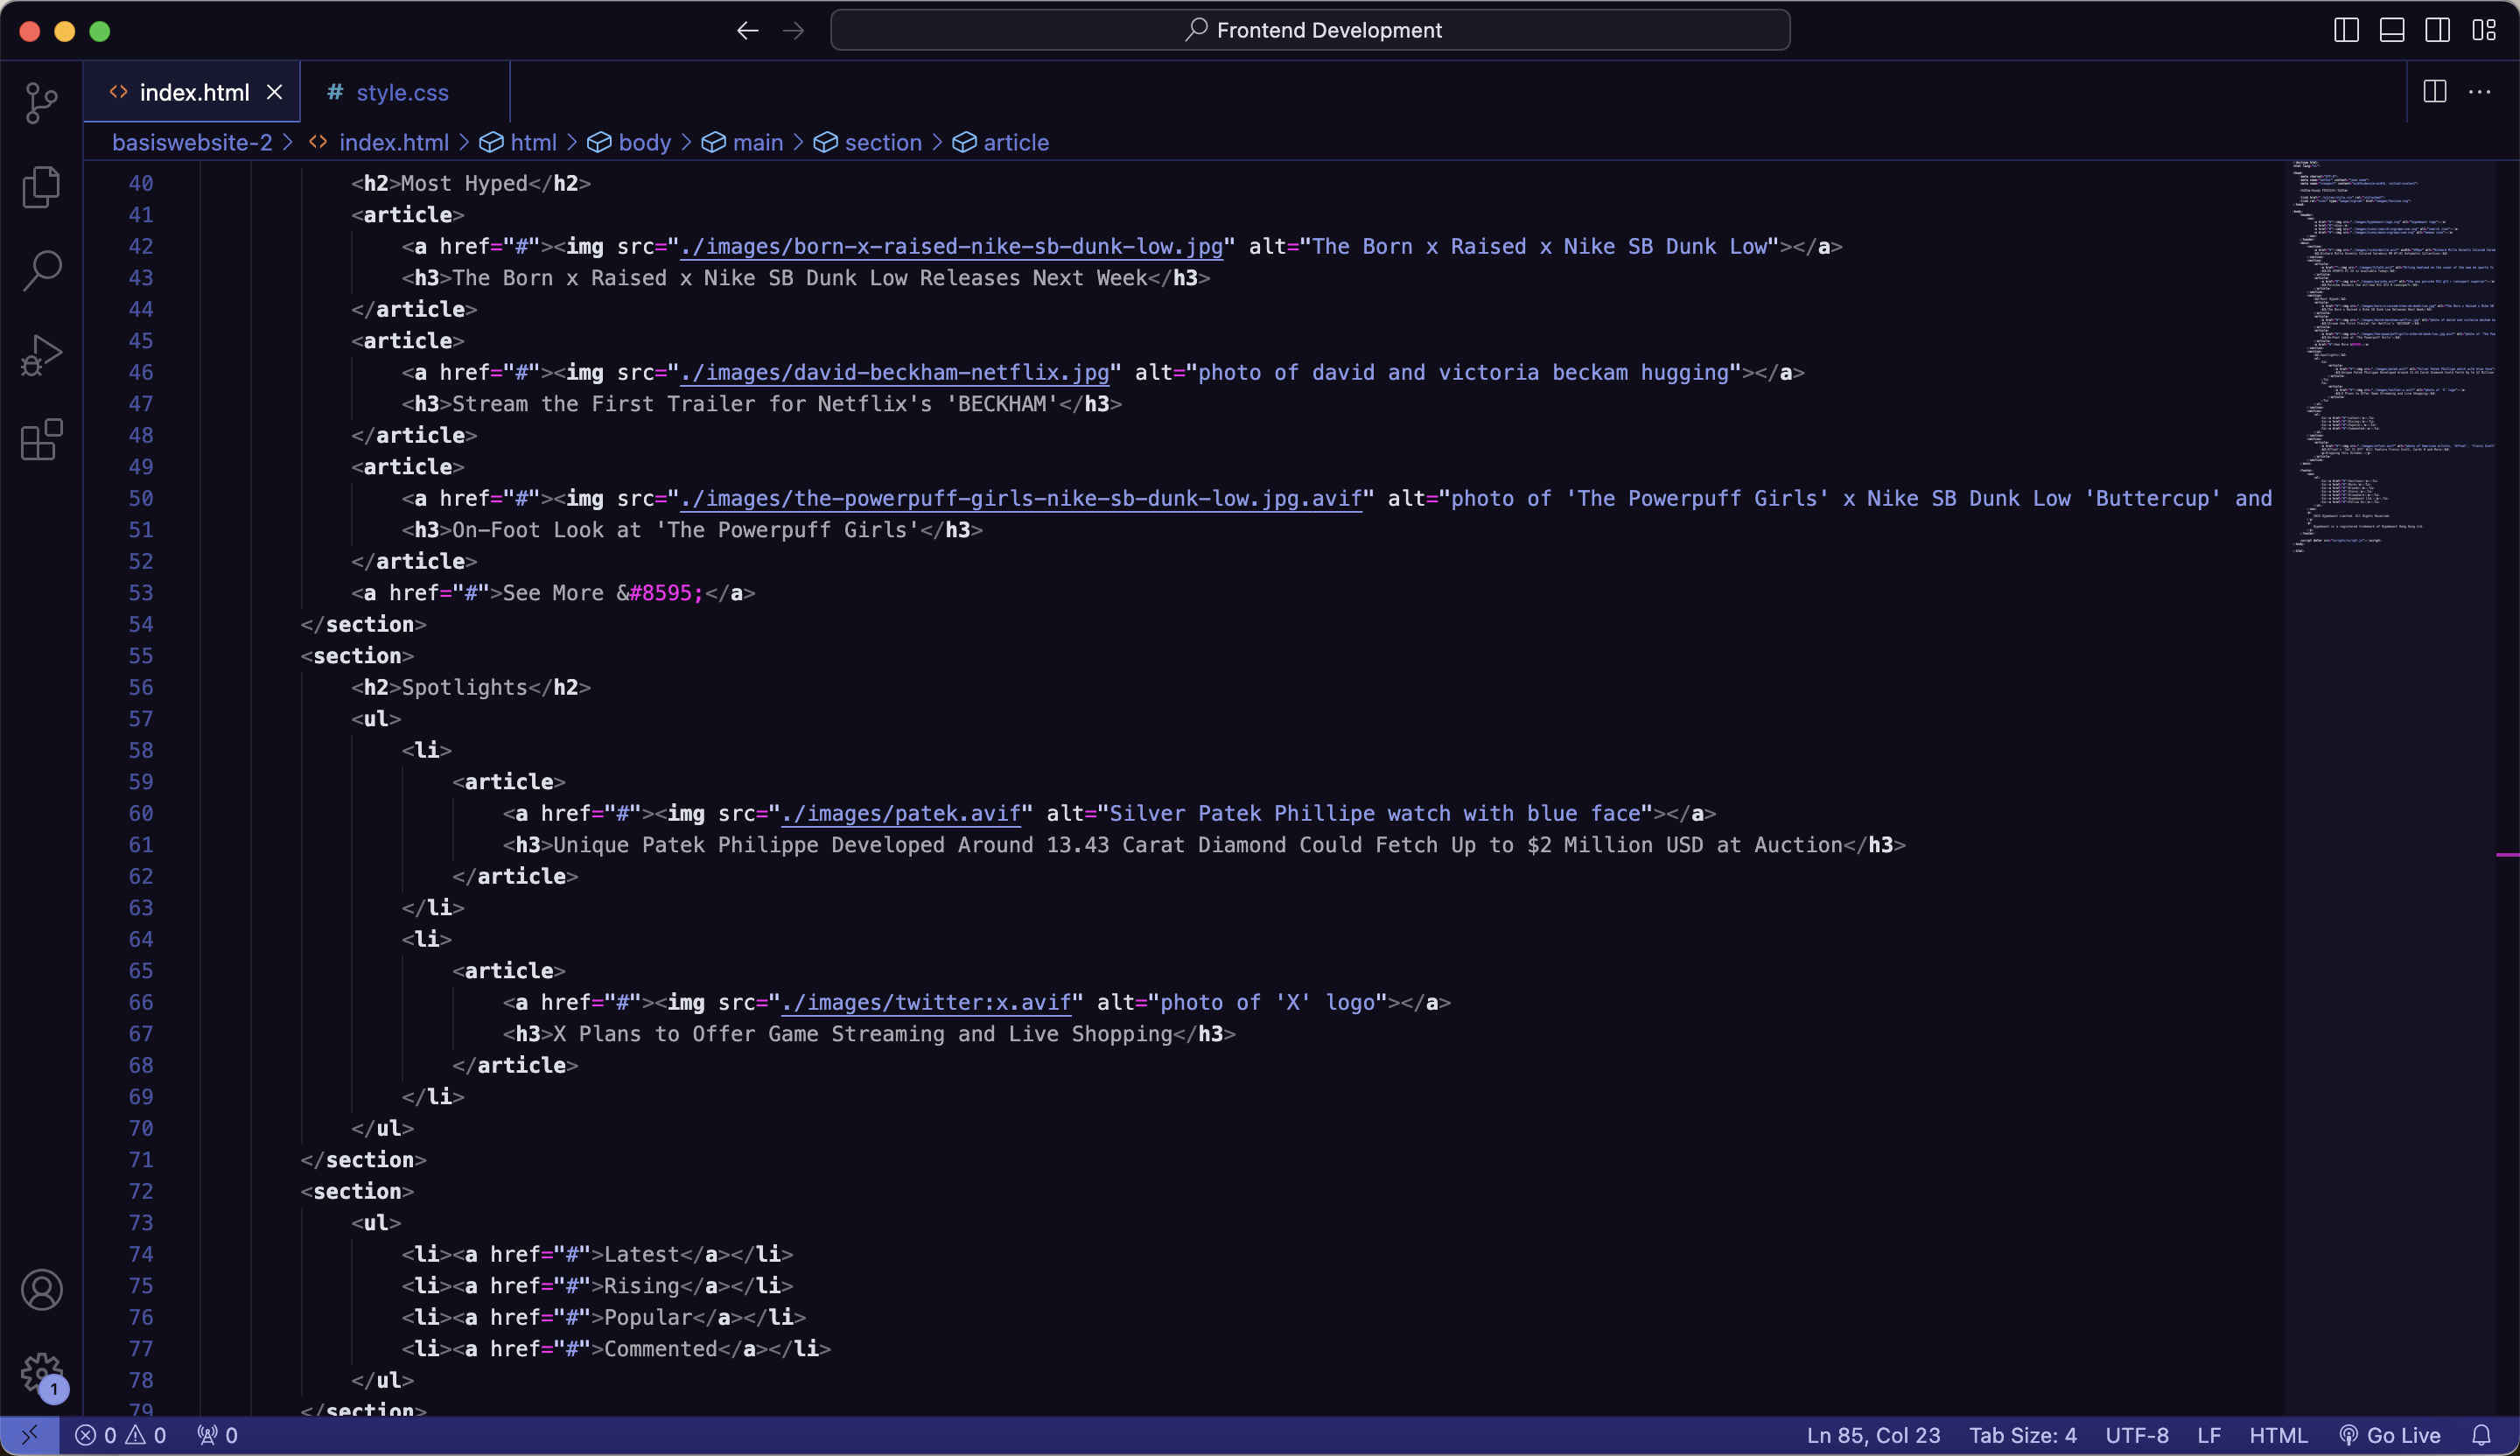 Frontend Development
index.html
# style.css
basiswebsite-2 > index.html > html > body > main > section > article
40 <h2>Most Hyped</h2>
41 <article>
42 <a href="#"><img src="./images/born-x-raised-nike-sb-dunk-low.jpg" alt="The Born x Raised x Nike SB Dunk Low"></a>
43 <h3>The Born x Raised x Nike SB Dunk Low Releases Next Week</h3>
44 </article>
45 <article>
46 <a href="#"><img src="./images/david-beckham-netflix.jpg" alt="photo of david and victoria beckam hugging"></a>
47 <h3>Stream the First Trailer for Netflix's 'BECKHAM'</h3>
48 </article>
49 <article>
50 <a href="#"><img src="./images/the-powerpuff-girls-nike-sb-dunk-low.jpg.avif" alt="photo of 'The Powerpuff Girls' x Nike SB Dunk Low 'Buttercup' and
51 <h3>On-Foot Look at 'The Powerpuff Girls'</h3>
52 </article>
53 <a href="#">See More &#8595;</a>
54 </section>
55 <section>
56 <h2>Spotlights</h2>
57 <ul>
58 <li>
59 <article>
60 <a href="#"><img src="./images/patek.avif" alt="Silver Patek Phillipe watch with blue face"></a>
61 <h3>Unique Patek Philippe Developed Around 13.43 Carat Diamond Could Fetch Up to $2 Million USD at Auction</h3>
62 </article>
63 </li>
64 <li>
65 <article>
66 <a href="#"><img src="./images/twitter:x.avif" alt="photo of 'X' logo"></a>
67 <h3>X Plans to Offer Game Streaming and Live Shopping</h3>
68 </article>
69 </li>
70 </ul>
71 </section>
72 <section>
73 <ul>
74 <li><a href="#">Latest</a></li>
75 <li><a href="#">Rising</a></li>
76 <li><a href="#">Popular</a></li>
77 <li><a href="#">Commented</a></li>
78 </ul>
79 </section>
1
0 0 0 Ln 85, Col 23 Tab Size: 4 UTF-8 LF HTML Go Live